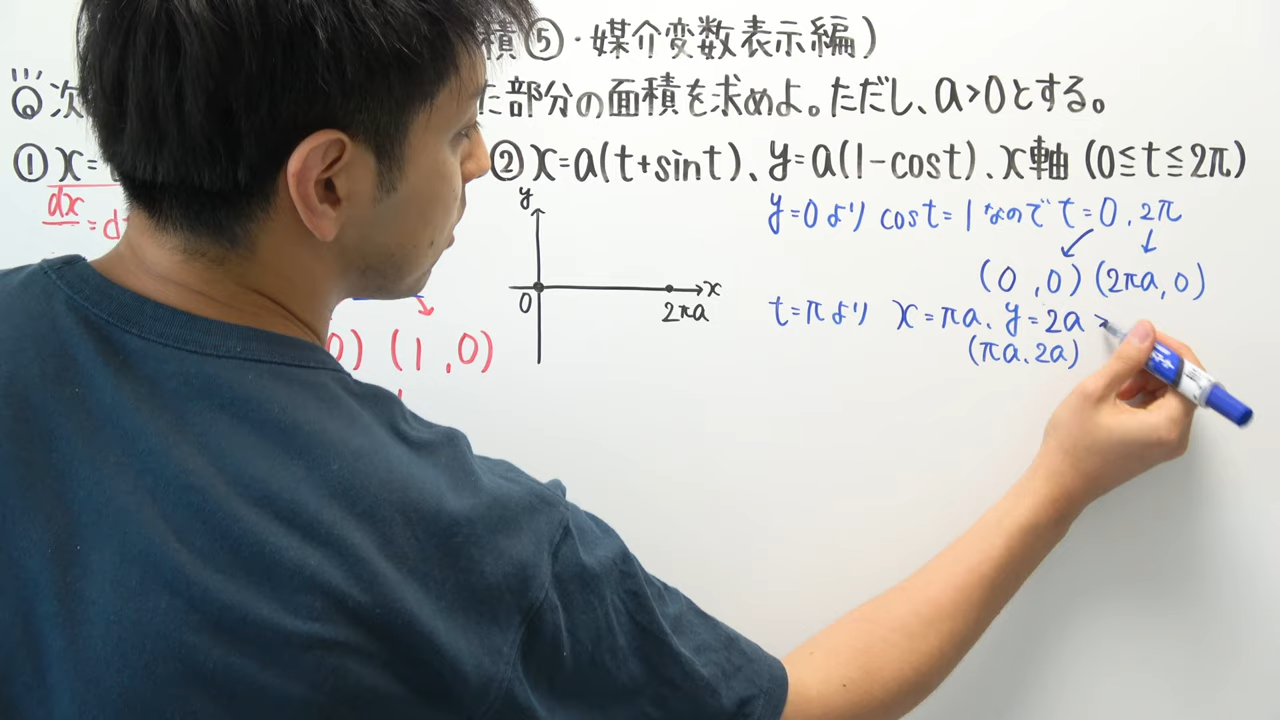 積⑤・媒介変数表示編)
Q 次
た部分の面積を求めよ。ただし、a>0とする。
① x=
② x=a(t+sint)、y=a(1-cost)、x軸 (0≦t≦2π)
dx
= d
y
0
2πa
x
y=0より cost=1なので t=0、2π
(0,0) (2πa,0)
t=πより x=πa、y=2a >
(πa、2a)
0) (1,0)